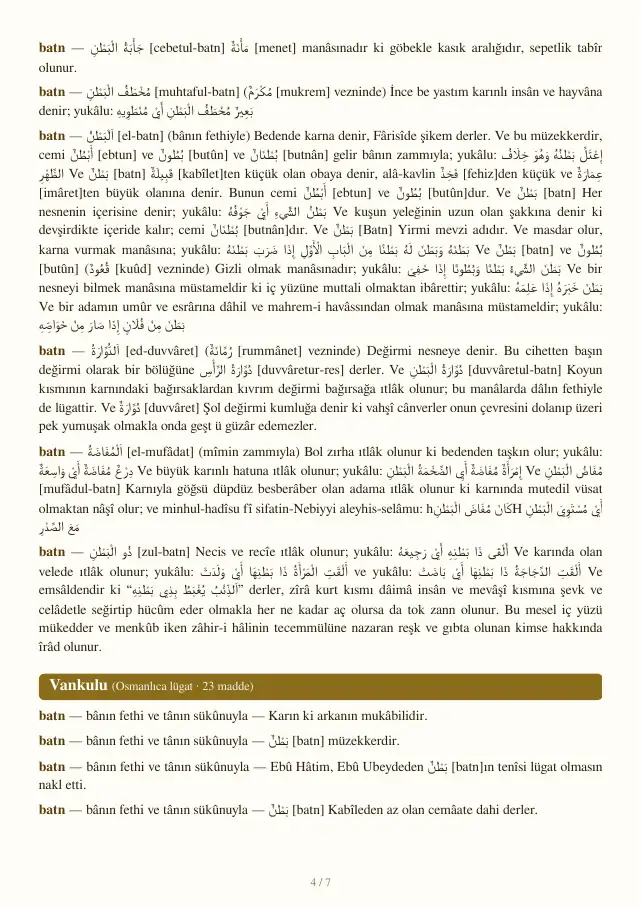 batn — جَأْبَةُ الْبَطْنِ [cebetul-batn] مَأْنَةٌ [menet] manâsınadır ki göbekle kasık aralığıdır, sepetlik tabîr
olunur.
batn — مُخْطَفُ الْبَطْنِ [muhtaful-batn] (مُكْرَمٌ [mukrem] vezninde) İnce be yastım karınlı insân ve hayvâna
denir; yukâlu: بَعِيرٌ مُخْطَفُ الْبَطْنِ أَيْ مُنْطَوِيهِ
batn — اَلْبَطْنُ [el-batn] (bânın fethiyle) Bedende karna denir, Fârisîde şikem derler. Ve bu müzekkerdir,
cemi أَبْطُنٌ [ebtun] ve بُطُونٌ [butûn] ve بُطْنَانٌ [butnân] gelir bânın zammıyla; yukâlu: إِعْتَلَّ بَطْنُهُ وَهُوَ خِلَافُ
الظَّهْرِ Ve بَطْنٌ [batn] قَبِيلَةٌ [kabîlet]ten küçük olan obaya denir, alâ-kavlin فَخِذٌ [fehiz]den küçük ve عِمَارَةٌ
[imâret]ten büyük olanına denir. Bunun cemi أَبْطُنٌ [ebtun] ve بُطُونٌ [butûn]dur. Ve بَطْنٌ [batn] Her
nesnenin içerisine denir; yukâlu: بَطْنُ الشَّيْءِ أَيْ جَوْفُهُ Ve kuşun yeleğinin uzun olan şakkına denir ki
devşirdikte içeride kalır; cemi بُطْنَانٌ [butnân]dır. Ve بَطْنٌ [Batn] Yirmi mevzi adıdır. Ve masdar olur,
karna vurmak manâsına; yukâlu: بَطَنَهُ وَبَطَنَ لَهُ بَطْنًا مِنَ الْبَابِ الْأَوَّلِ إِذَا ضَرَبَ بَطْنَهُ Ve بَطْنٌ [batn] ve بُطُونٌ
[butûn] (قُعُودٌ [kuûd] vezninde) Gizli olmak manâsınadır; yukâlu: بَطَنَ الشَّيْءُ بَطْنًا وَبُطُونًا إِذَا خَفِيَ Ve bir
nesneyi bilmek manâsına müstameldir ki iç yüzüne muttali olmaktan ibârettir; yukâlu: بَطَنَ خَبَرَهُ إِذَا عَلِمَهُ
Ve bir adamın umûr ve esrârına dâhil ve mahrem-i havâssından olmak manâsına müstameldir; yukâlu:
بَطَنَ مِنْ فُلَانٍ إِذَا صَارَ مِنْ خَوَاصِّهِ
batn — اَلدُّوَّارَةُ [ed-duvvâret] (رُمَّانَةٌ [rummânet] vezninde) Değirmi nesneye denir. Bu cihetten başın
değirmi olarak bir bölüğüne دُوَّارَةُ الرَّأْسِ [duvvâretur-res] derler. Ve دُوَّارَةُ الْبَطْنِ [duvvâretul-batn] Koyun
kısmının karnındaki bağırsaklardan kıvrım değirmi bağırsağa ıtlâk olunur; bu manâlarda dâlın fethiyle
de lügattir. Ve دُوَّارَةٌ [duvvâret] Şol değirmi kumluğa denir ki vahşî cânverler onun çevresini dolanıp üzeri
pek yumuşak olmakla onda geşt ü güzâr edemezler.
batn — اَلْمُفَاضَةُ [el-mufâdat] (mîmin zammıyla) Bol zırha ıtlâk olunur ki bedenden taşkın olur; yukâlu:
دِرْعٌ مُفَاضَةٌ أَيْ وَاسِعَةٌ Ve büyük karınlı hatuna ıtlâk olunur; yukâlu: إِمْرَأَةٌ مُفَاضَةٌ أَيِ الضَّخْمَةُ الْبَطْنِ Ve مُفَاضُ الْبَطْنِ
[mufâdul-batn] Karnıyla göğsü düpdüz besberâber olan adama ıtlâk olunur ki karnında mutedil vüsat
olmaktan nâşî olur; ve minhul-hadîsu fî sifatin-Nebiyyi aleyhis-selâmu: hكَانَ مُفَاضَ الْبَطْنِH أَيْ مُسْتَوِيَ الْبَطْنِ
مَعَ الصَّدْرِ
batn — ذُو الْبَطْنِ [zul-batn] Necis ve recîe ıtlâk olunur; yukâlu: أَلْقَى ذَا بَطْنِهِ أَيْ رَجِيعَهُ Ve karında olan
velede ıtlâk olunur; yukâlu: أَلْقَتِ الْمَرْأَةُ ذَا بَطْنِهَا أَيْ وَلَدَتْ ve yukâlu: أَلْقَتِ الدَّجَاجَةُ ذَا بَطْنِهَا أَيْ بَاضَتْ Ve
emsâldendir ki “اَلذِّئْبُ يُغْبَطُ بِذِي بَطْنِهِ” derler, zîrâ kurt kısmı dâimâ insân ve mevâşî kısmına şevk ve
celâdetle seğirtip hücûm eder olmakla her ne kadar aç olursa da tok zann olunur. Bu mesel iç yüzü
mükedder ve menkûb iken zâhir-i hâlinin tecemmülüne nazaran reşk ve gıbta olunan kimse hakkında
îrâd olunur.
Vankulu (Osmanlıca lügat · 23 madde)
batn — bânın fethi ve tânın sükûnuyla — Karın ki arkanın mukâbilidir.
batn — bânın fethi ve tânın sükûnuyla — بَطْنٌ [batn] müzekkerdir.
batn — bânın fethi ve tânın sükûnuyla — Ebû Hâtim, Ebû Ubeydeden بَطْنٌ [batn]ın tenîsi lügat olmasın
nakl etti.
batn — bânın fethi ve tânın sükûnuyla — بَطْنٌ [batn] Kabîleden az olan cemâate dahi derler.
4 / 7